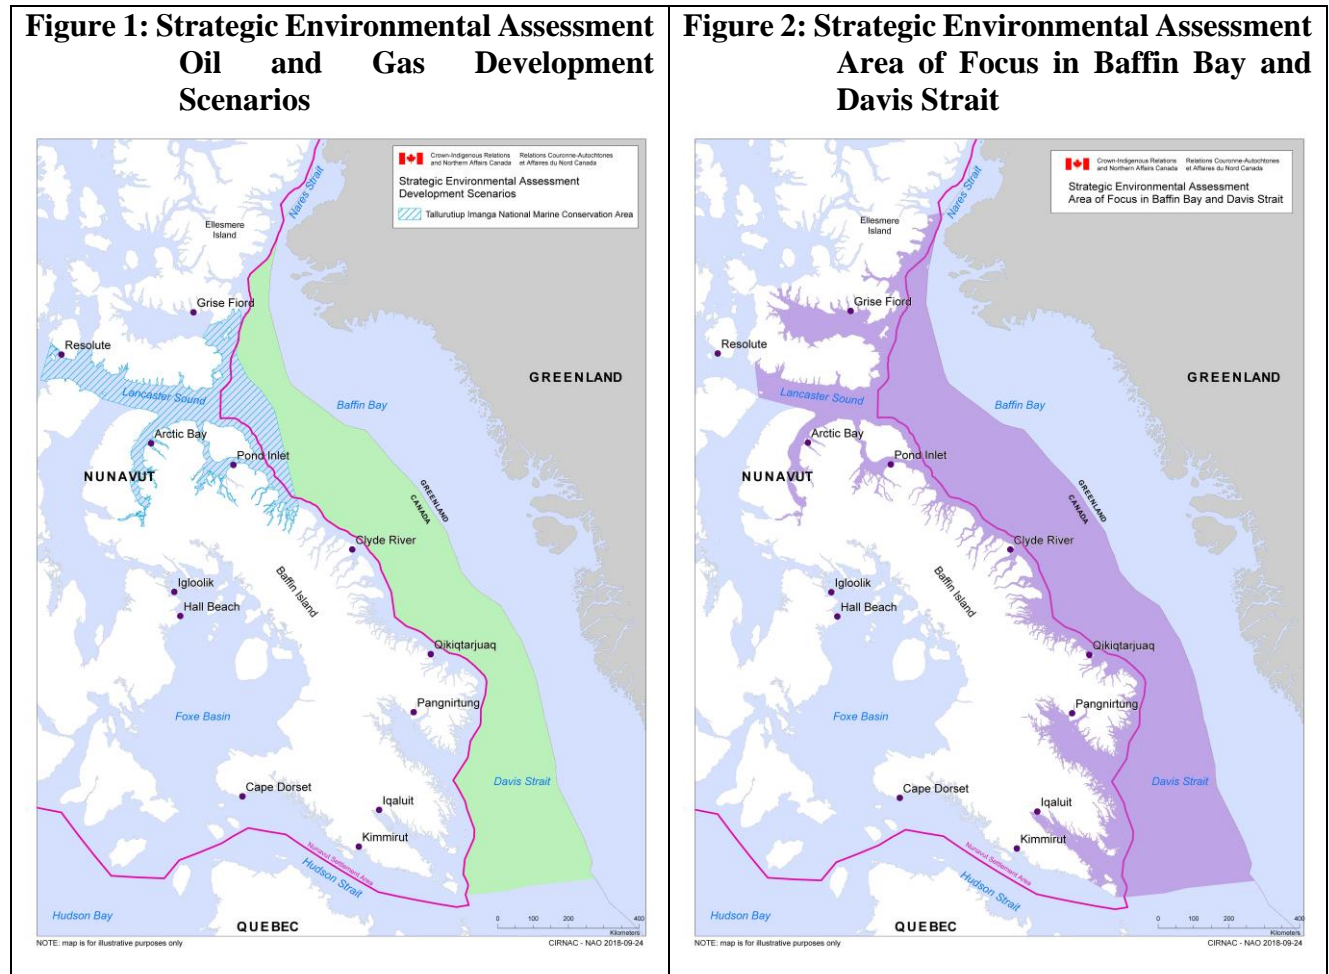 Figure 1: Strategic Environmental Assessment
Oil and Gas Development
Scenarios
Crown-Indigenous Relations
and Northern Affairs Canada
Relations Couronne-Autochtones
et Affaires du Nord Canada
Strategic Environmental Assessment
Development Scenarios
Tallurutiup Imanga National Marine Conservation Area
Nares Strait
Ellesmere
Island
Grise Fiord
Resolute
GREENLAND
Lancaster Sound
Baffin Bay
Arctic Bay
Pond Inlet
NUNAVUT
GREENLAND
CANADA
Clyde River
Igloolik
Baffin Island
Hall Beach
Qikiqtarjuaq
Pangnirtung
Foxe Basin
Davis Strait
Cape Dorset
Iqaluit
Kimmirut
Nunavut Settlement Area
Hudson Strait
Hudson Bay
QUEBEC
0 100 200 400
Kilometers
NOTE: map is for illustrative purposes only
CIRNAC - NAO 2018-09-24
Figure 2: Strategic Environmental Assessment
Area of Focus in Baffin Bay and
Davis Strait
Crown-Indigenous Relations
and Northern Affairs Canada
Relations Couronne-Autochtones
et Affaires du Nord Canada
Strategic Environmental Assessment
Area of Focus in Baffin Bay and Davis Strait
Nares Strait
Ellesmere
Island
Grise Fiord
Resolute
GREENLAND
Lancaster Sound
Baffin Bay
Arctic Bay
Pond Inlet
NUNAVUT
GREENLAND
CANADA
Clyde River
Igloolik
Baffin Island
Hall Beach
Qikiqtarjuaq
Pangnirtung
Foxe Basin
Davis Strait
Cape Dorset
Iqaluit
Kimmirut
Nunavut Settlement Area
Hudson Strait
Hudson Bay
QUEBEC
0 100 200 400
Kilometers
NOTE: map is for illustrative purposes only
CIRNAC - NAO 2018-09-24